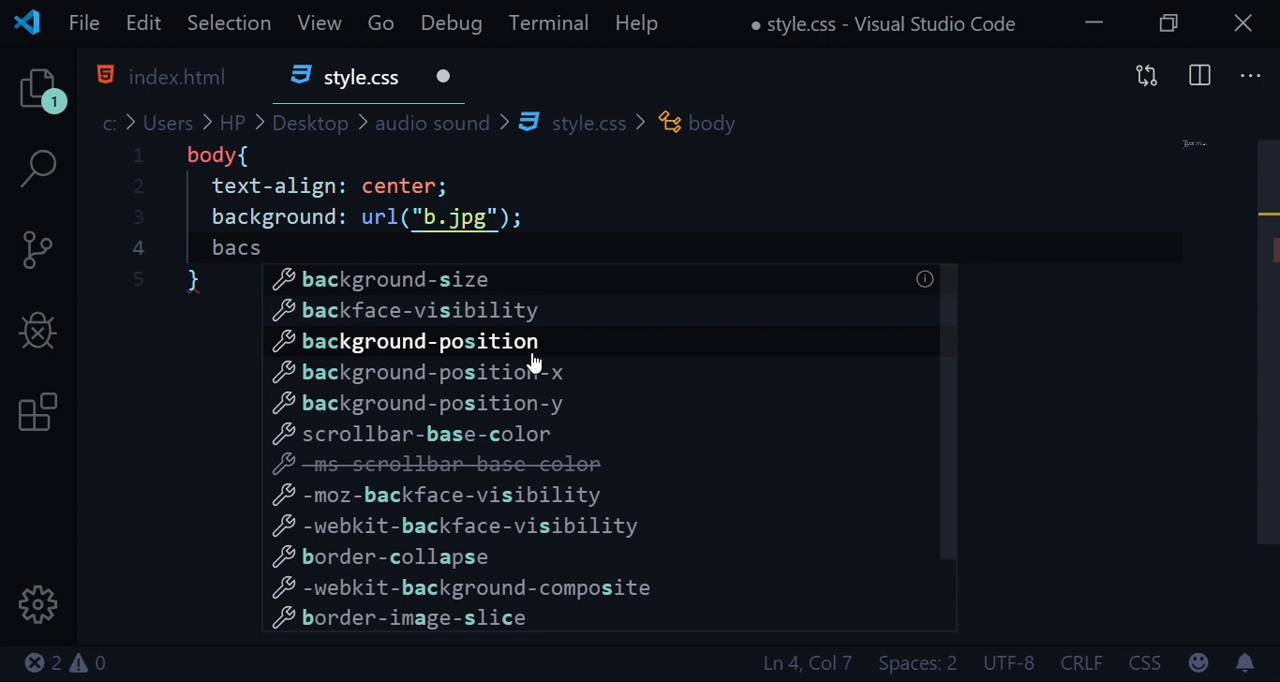 File Edit Selection View Go Debug Terminal Help ● style.css - Visual Studio Code
index.html style.css
1
c: > Users > HP > Desktop > audio sound > style.css > body
1 body{
2 text-align: center;
3 background: url("b.jpg");
4 bacs
5 }
background-size
backface-visibility
background-position
background-position-x
background-position-y
scrollbar-base-color
-ms-scrollbar-base-color
-moz-backface-visibility
-webkit-backface-visibility
border-collapse
-webkit-background-composite
border-image-slice
2 0 Ln 4, Col 7 Spaces: 2 UTF-8 CRLF CSS